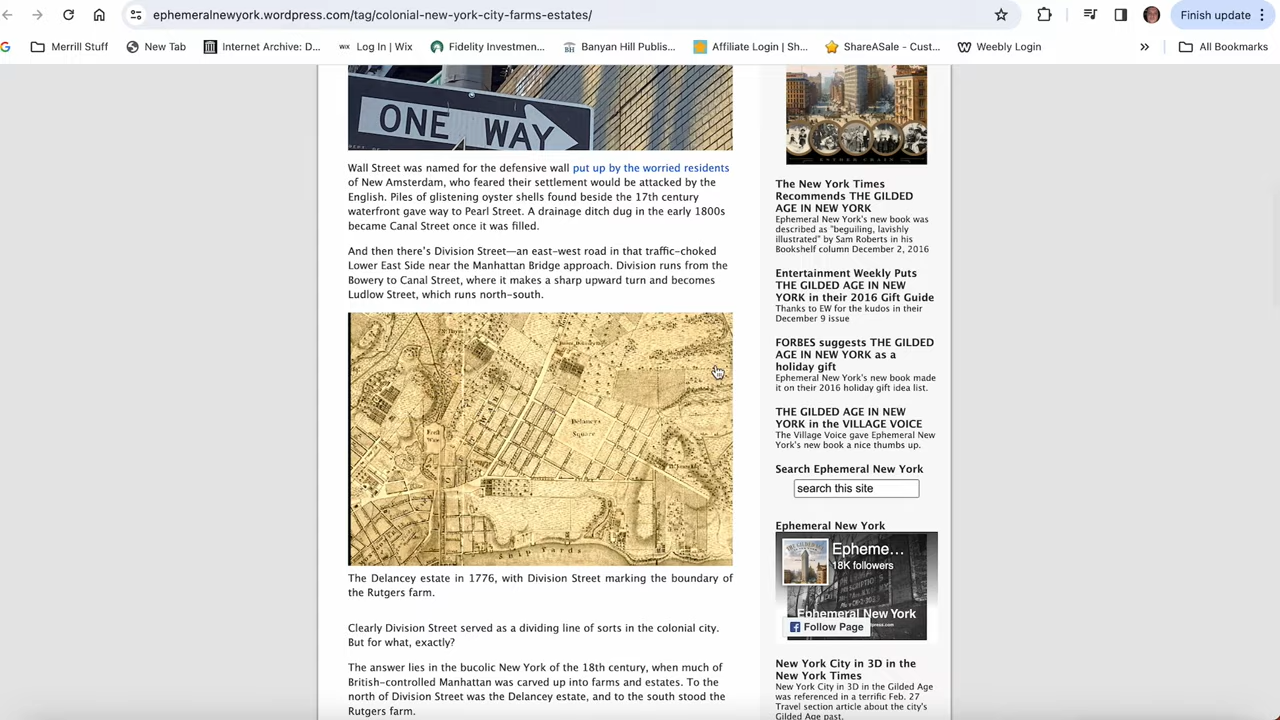 ephemeralnewyork.wordpress.com/tag/colonial-new-york-city-farms-estates/
Finish update
Merrill Stuff
New Tab
Internet Archive: D...
WiX
Log In | Wix
Fidelity Investmen...
BH
Banyan Hill Publis...
Affiliate Login | Sh...
ShareASale - Cust...
Weebly Login
»
All Bookmarks
ONE WAY
Wall Street was named for the defensive wall put up by the worried residents
of New Amsterdam, who feared their settlement would be attacked by the
English. Piles of glistening oyster shells found beside the 17th century
waterfront gave way to Pearl Street. A drainage ditch dug in the early 1800s
became Canal Street once it was filled.
And then there's Division Street—an east-west road in that traffic-choked
Lower East Side near the Manhattan Bridge approach. Division runs from the
Bowery to Canal Street, where it makes a sharp upward turn and becomes
Ludlow Street, which runs north-south.
Delancey
Square
The Delancey estate in 1776, with Division Street marking the boundary of
the Rutgers farm.
Clearly Division Street served as a dividing line of sorts in the colonial city.
But for what, exactly?
The answer lies in the bucolic New York of the 18th century, when much of
British-controlled Manhattan was carved up into farms and estates. To the
north of Division Street was the Delancey estate, and to the south stood the
Rutgers farm.
ESTHER CRAIN
The New York Times
Recommends THE GILDED
AGE IN NEW YORK
Ephemeral New York's new book was
described as "beguiling, lavishly
illustrated" by Sam Roberts in his
Bookshelf column December 2, 2016
Entertainment Weekly Puts
THE GILDED AGE IN NEW
YORK in their 2016 Gift Guide
Thanks to EW for the kudos in their
December 9 issue
FORBES suggests THE GILDED
AGE IN NEW YORK as a
holiday gift
Ephemeral New York's new book made
it on their 2016 holiday gift idea list.
THE GILDED AGE IN NEW
YORK in the VILLAGE VOICE
The Village Voice gave Ephemeral New
York's new book a nice thumbs up.
Search Ephemeral New York
search this site
Ephemeral New York
Epheme...
18K followers
Ephemeral New York
Follow Page
New York City in 3D in the
New York Times
New York City in 3D in the Gilded Age
was referenced in a terrific Feb. 27
Travel section article about the city's
Gilded Age past.